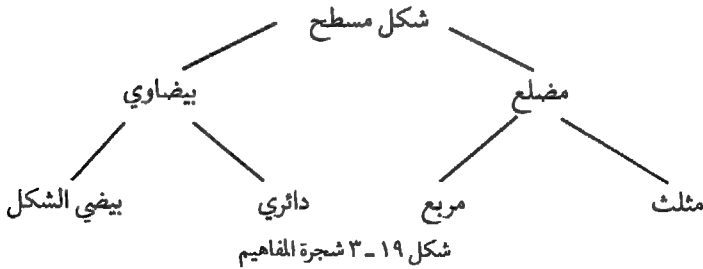 شكل مسطح
مضلع
بيضاوي
مثلث
مربع
دائري
بيضي الشكل
شكل ١٩ ـ ٣ شجرة المفاهيم